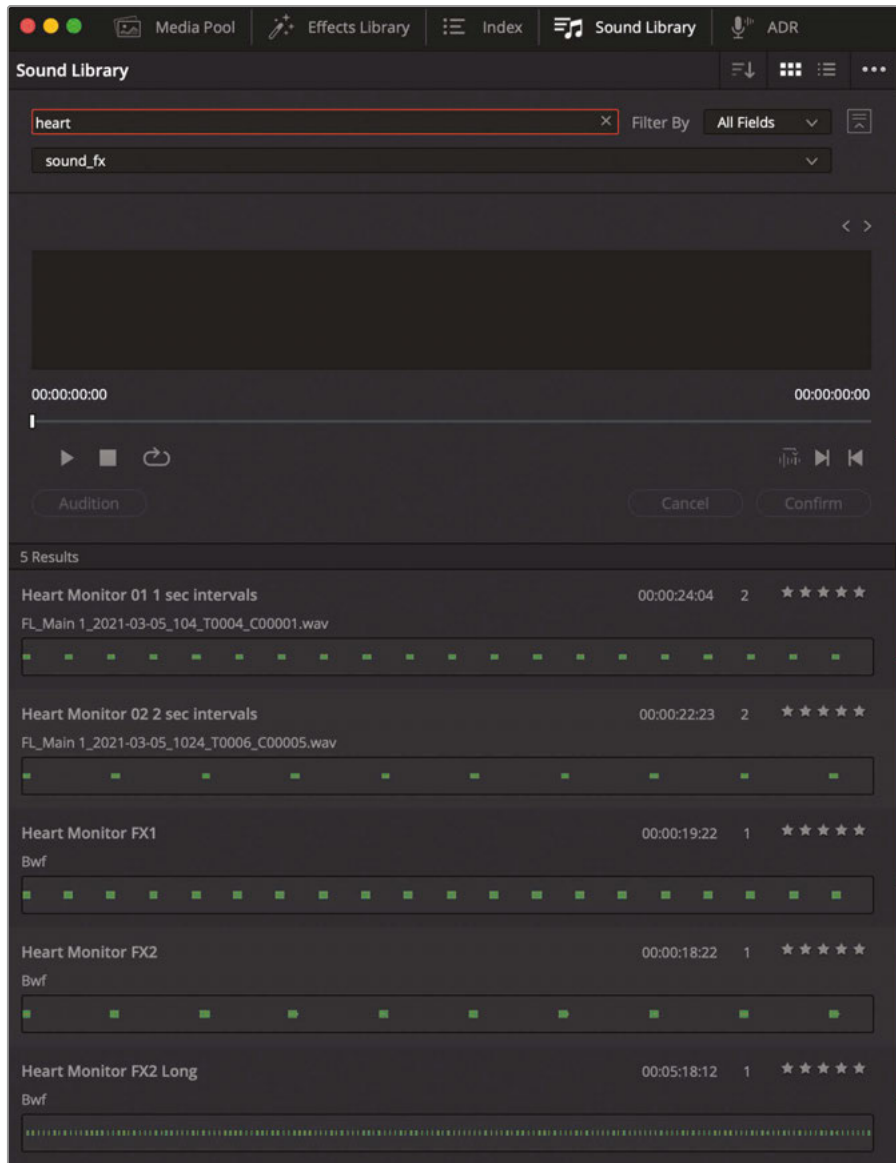 Media Pool Effects Library Index Sound Library ADR
Sound Library
heart Filter By All Fields
sound_fx
00:00:00:00 00:00:00:00
Audition Cancel Confirm
5 Results
Heart Monitor 01 1 sec intervals 00:00:24:04 2
FL_Main 1_2021-03-05_104_T0004_C00001.wav
Heart Monitor 02 2 sec intervals 00:00:22:23 2
FL_Main 1_2021-03-05_1024_T0006_C00005.wav
Heart Monitor FX1 00:00:19:22 1
Bwf
Heart Monitor FX2 00:00:18:22 1
Bwf
Heart Monitor FX2 Long 00:05:18:12 1
Bwf